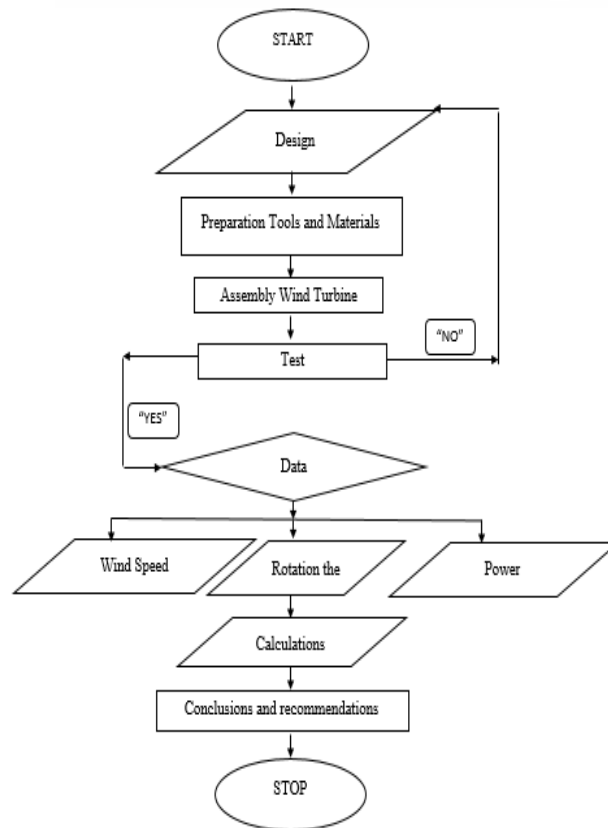 START
Design
Preparation Tools and Materials
Assembly Wind Turbine
"NO"
Test
"YES"
Data
Wind Speed
Rotation the
Power
Calculations
Conclusions and recommendations
STOP